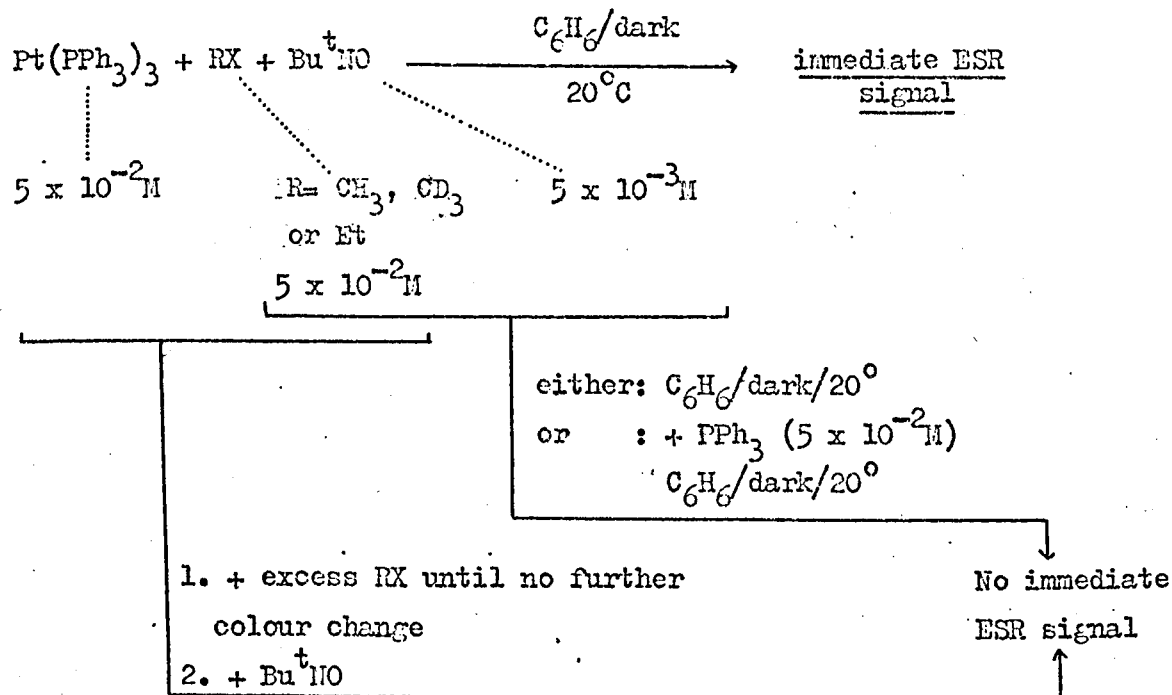 Pt(PPh₃)₃ + RX + BuᵗNO
C₆H₆/dark
20°C
immediate ESR
signal
5 x 10⁻²M
R= CH₃, CD₃
or Et
5 x 10⁻²M
5 x 10⁻³M
either: C₆H₆/dark/20°
or : + PPh₃ (5 x 10⁻²M)
C₆H₆/dark/20°
1. + excess RX until no further
colour change
2. + BuᵗNO
No immediate
ESR signal